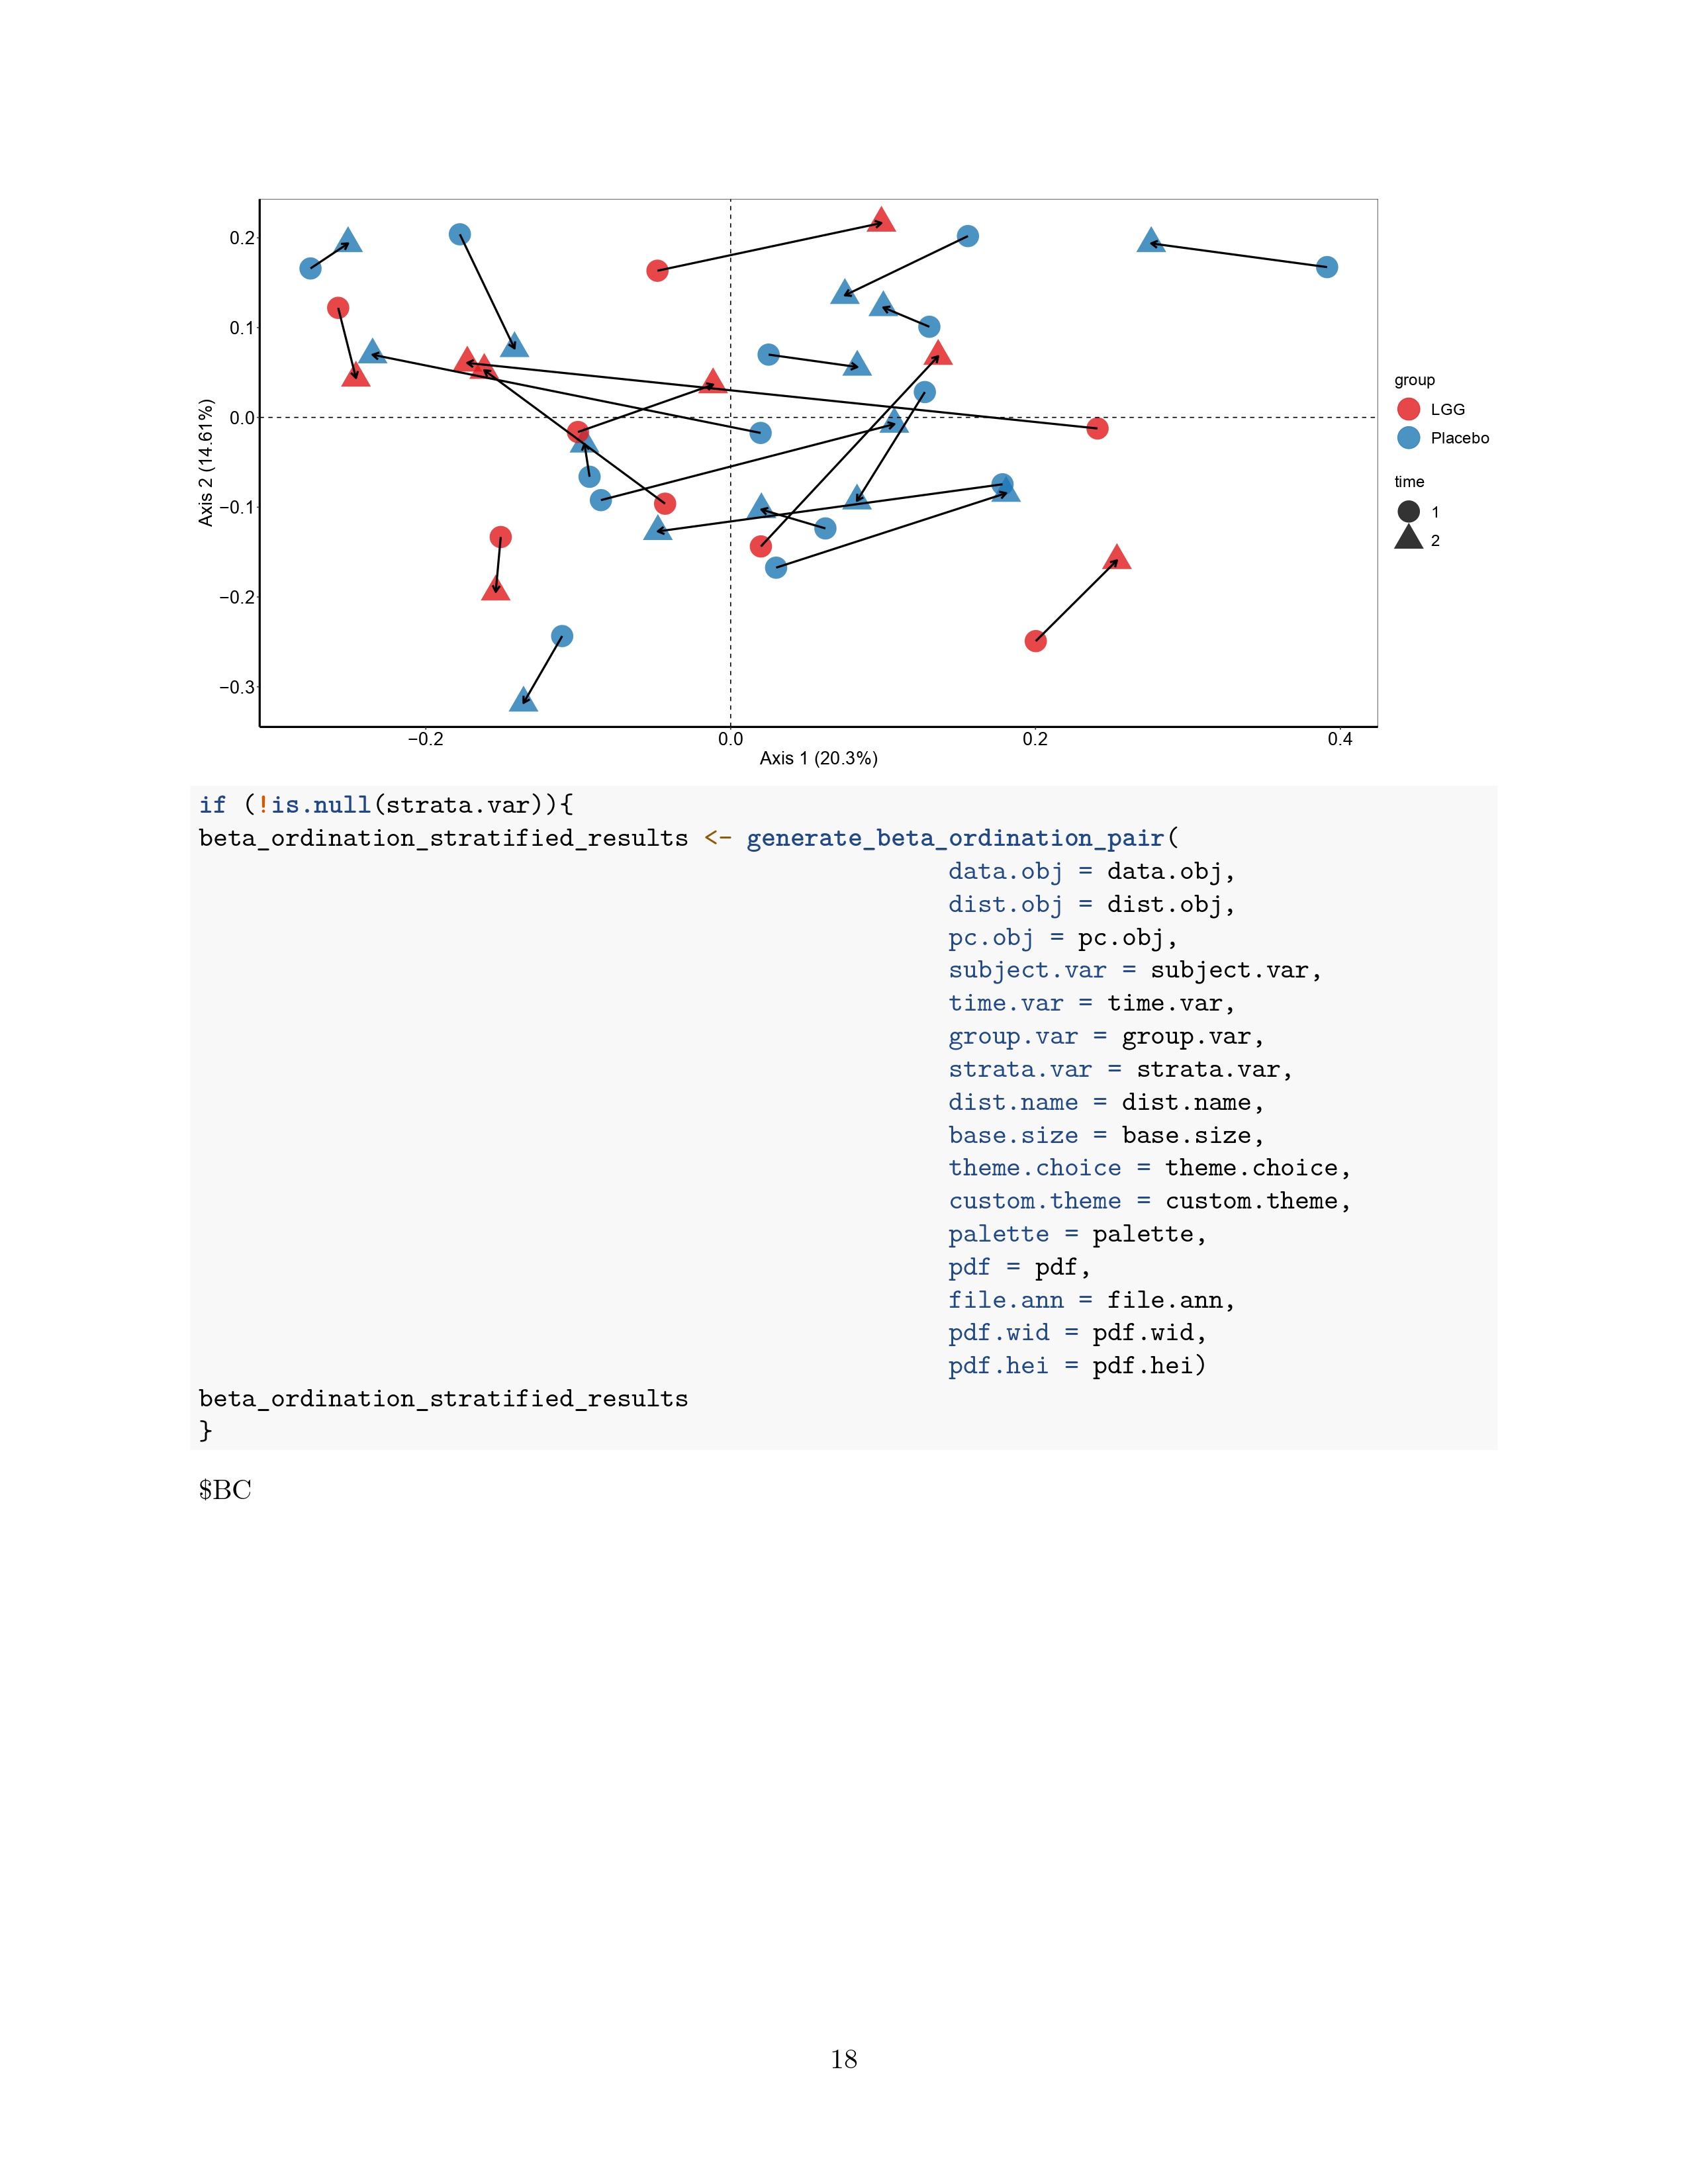 0.2
0.1
0.0
−0.1
−0.2
−0.3
Axis 2 (14.61%)
−0.2 0.0 0.2 0.4
Axis 1 (20.3%)
group
LGG
Placebo
time
1
2
if (!is.null(strata.var)){
beta_ordination_stratified_results <- generate_beta_ordination_pair(
data.obj = data.obj,
dist.obj = dist.obj,
pc.obj = pc.obj,
subject.var = subject.var,
time.var = time.var,
group.var = group.var,
strata.var = strata.var,
dist.name = dist.name,
base.size = base.size,
theme.choice = theme.choice,
custom.theme = custom.theme,
palette = palette,
pdf = pdf,
file.ann = file.ann,
pdf.wid = pdf.wid,
pdf.hei = pdf.hei)
beta_ordination_stratified_results
}
$BC
18